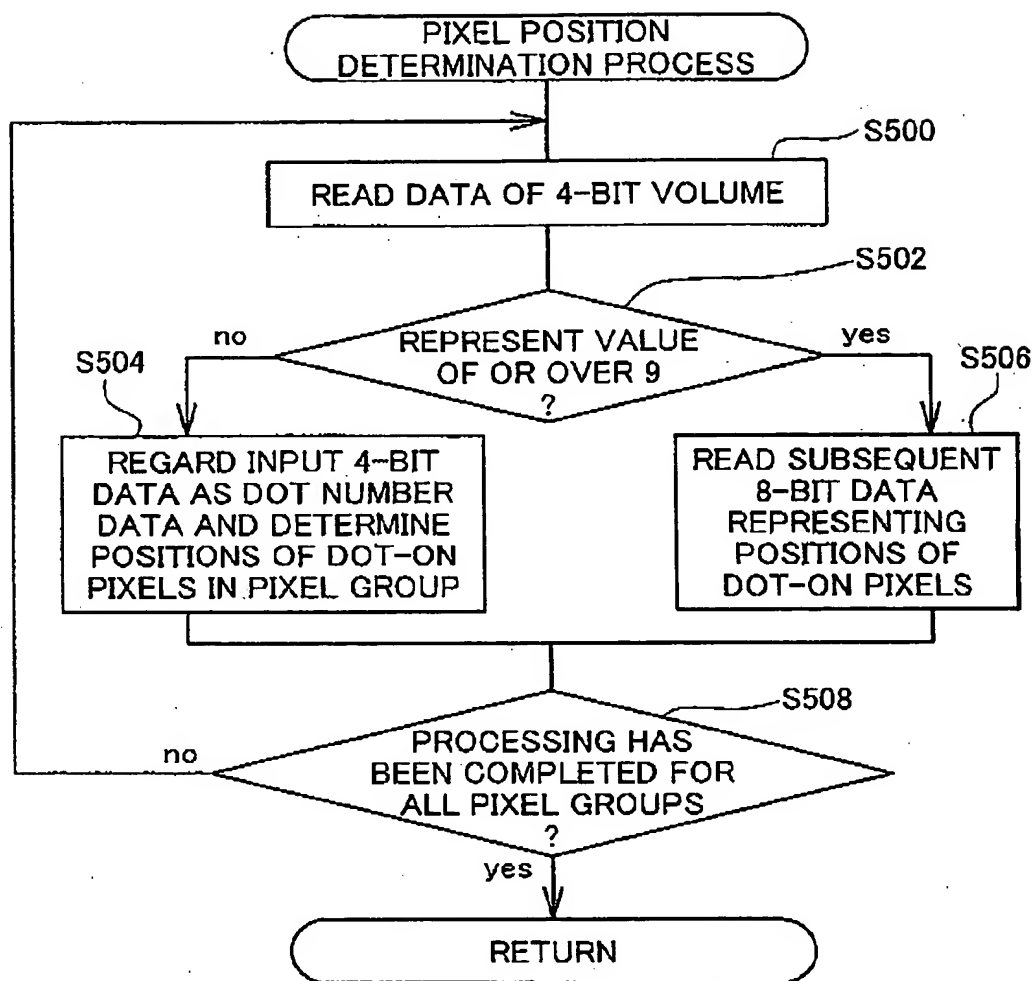 PIXEL POSITION
DETERMINATION PROCESS
S500
READ DATA OF 4-BIT VOLUME
S502
no
REPRESENT VALUE
OF OR OVER 9
?
yes
S504
S506
REGARD INPUT 4-BIT
DATA AS DOT NUMBER
DATA AND DETERMINE
POSITIONS OF DOT-ON
PIXELS IN PIXEL GROUP
READ SUBSEQUENT
8-BIT DATA
REPRESENTING
POSITIONS OF
DOT-ON PIXELS
S508
no
PROCESSING HAS
BEEN COMPLETED FOR
ALL PIXEL GROUPS
?
yes
RETURN